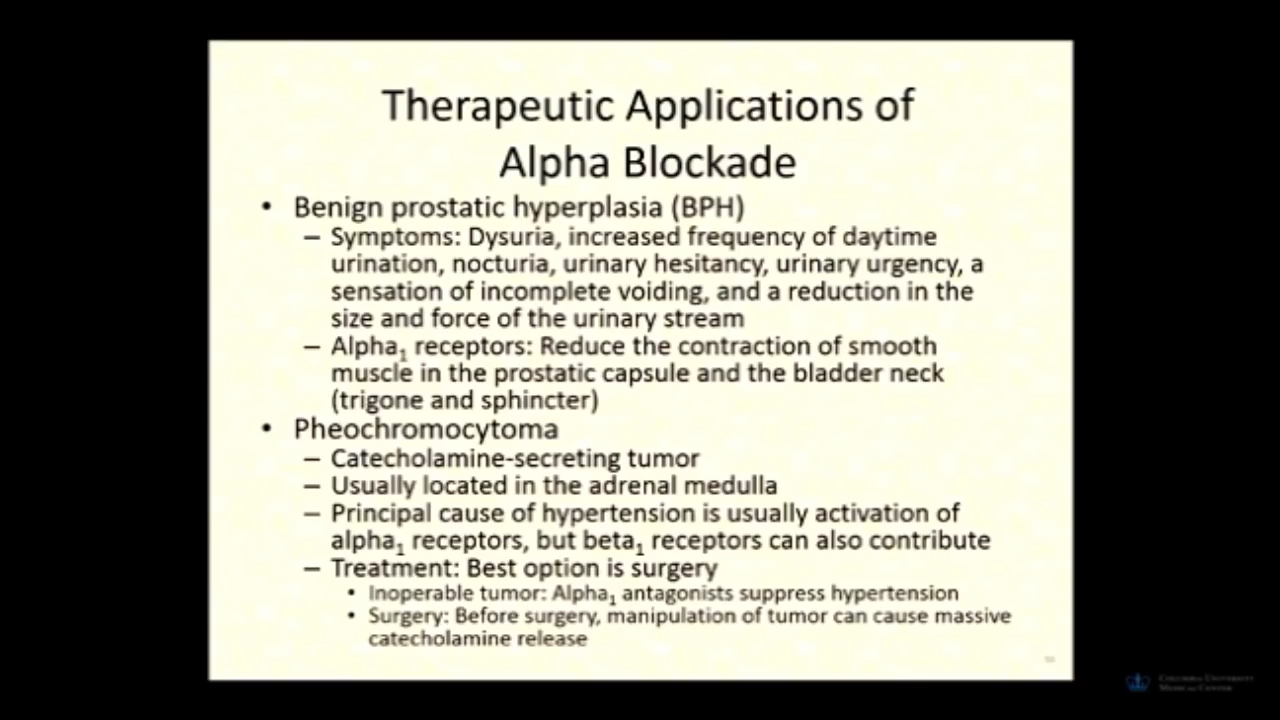 Therapeutic Applications of
Alpha Blockade
• Benign prostatic hyperplasia (BPH)
– Symptoms: Dysuria, increased frequency of daytime
urination, nocturia, urinary hesitancy, urinary urgency, a
sensation of incomplete voiding, and a reduction in the
size and force of the urinary stream
– Alpha₁ receptors: Reduce the contraction of smooth
muscle in the prostatic capsule and the bladder neck
(trigone and sphincter)
• Pheochromocytoma
– Catecholamine-secreting tumor
– Usually located in the adrenal medulla
– Principal cause of hypertension is usually activation of
alpha₁ receptors, but beta₁ receptors can also contribute
– Treatment: Best option is surgery
• Inoperable tumor: Alpha₁ antagonists suppress hypertension
• Surgery: Before surgery, manipulation of tumor can cause massive
catecholamine release
Columbia University
Medical Center